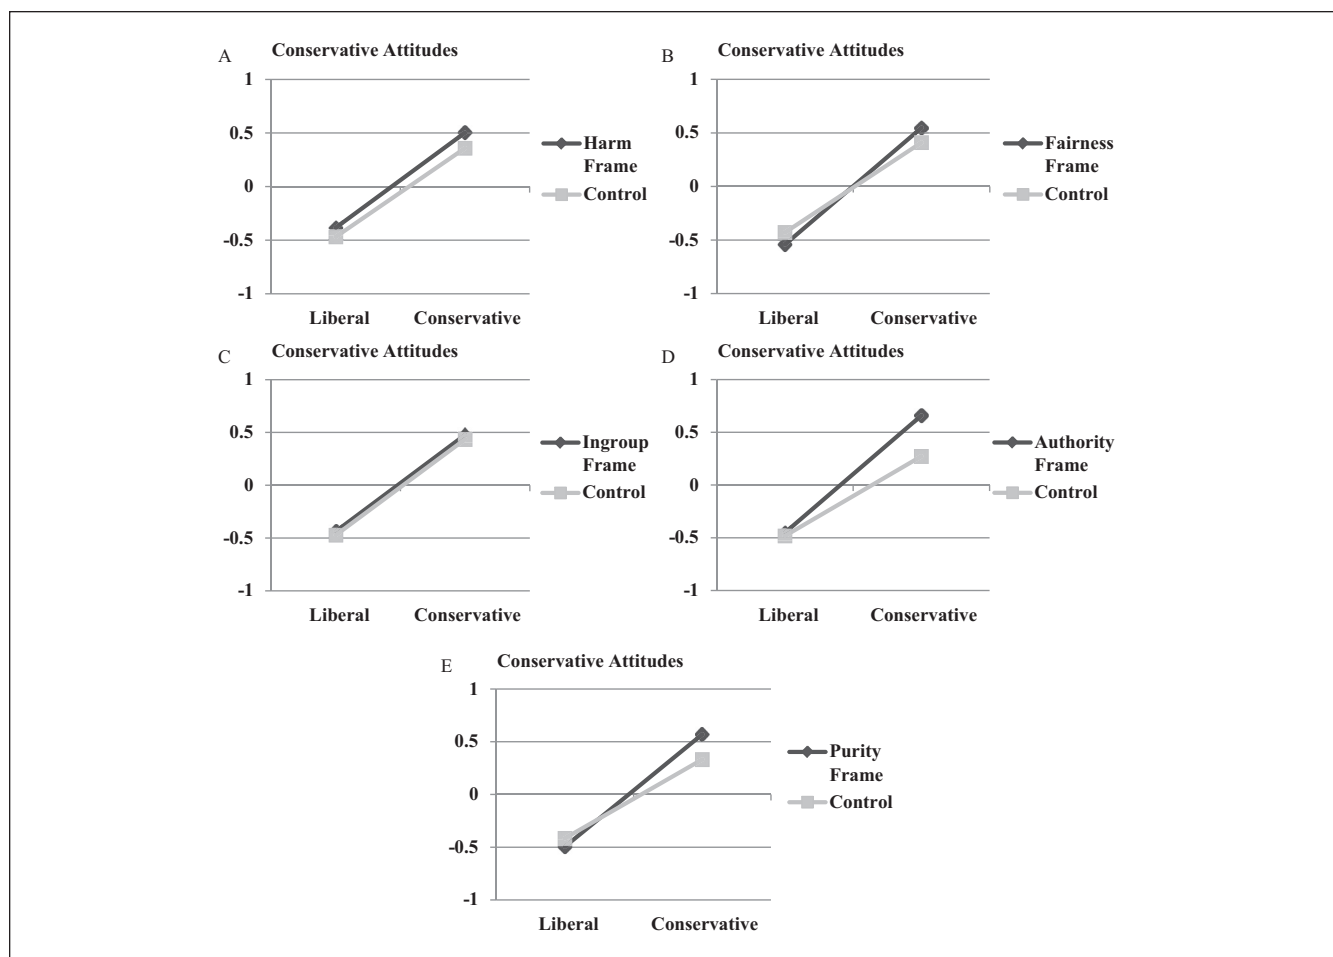 A
Conservative Attitudes
1
0.5
0
-0.5
-1
Liberal
Conservative
Harm
Frame
Control
B
Conservative Attitudes
1
0.5
0
-0.5
-1
Liberal
Conservative
Fairness
Frame
Control
C
Conservative Attitudes
1
0.5
0
-0.5
-1
Liberal
Conservative
Ingroup
Frame
Control
D
Conservative Attitudes
1
0.5
0
-0.5
-1
Liberal
Conservative
Authority
Frame
Control
E
Conservative Attitudes
1
0.5
0
-0.5
-1
Liberal
Conservative
Purity
Frame
Control